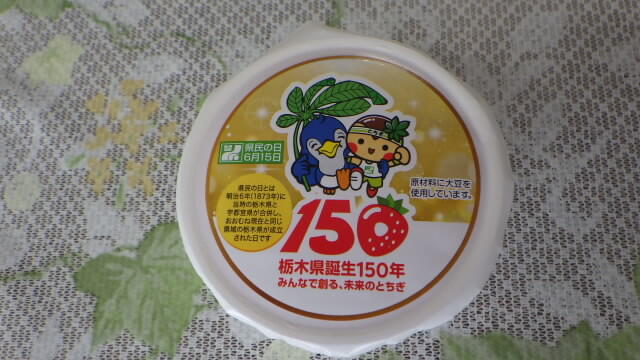 県民の日
6月15日
県民の日とは
明治6年(1873年)に
当時の栃木県と
宇都宮県が合併し、
おおむね現在と同じ
県域の栃木県が成立
された日です
原材料に大豆を
使用しています。
150
栃木県誕生150年
みんなで創る、未来のとちぎ